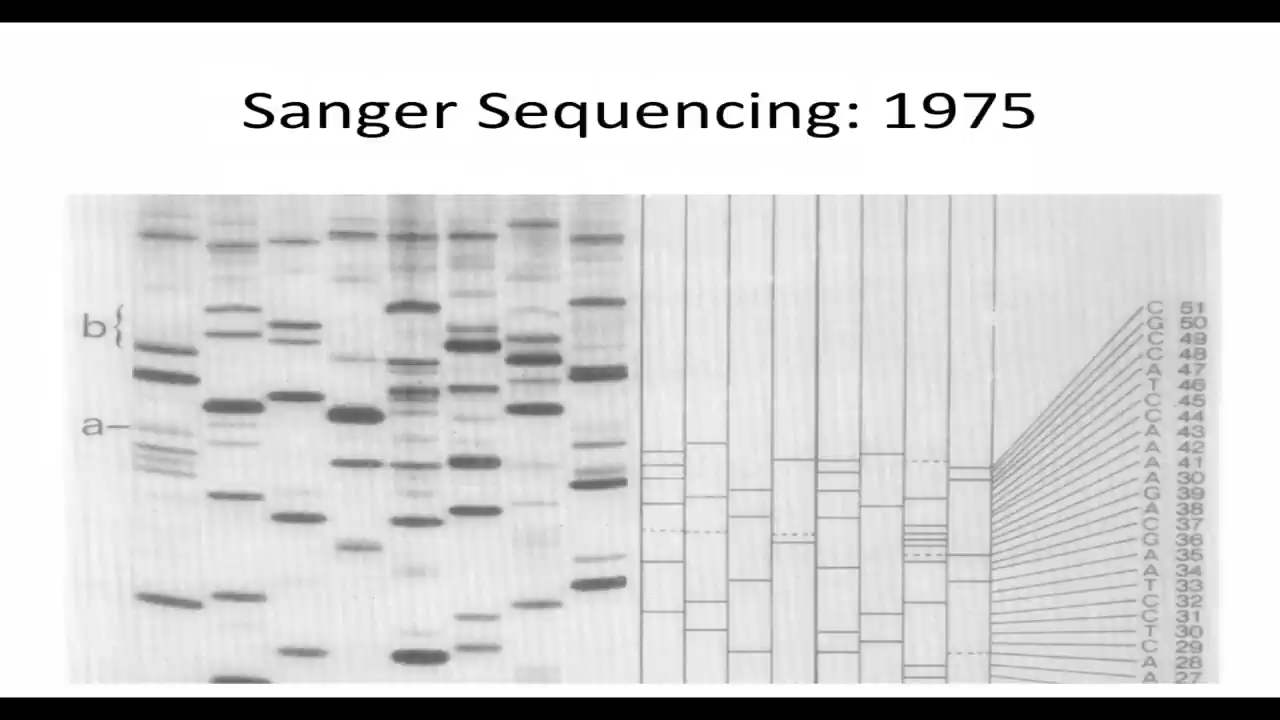 Sanger Sequencing: 1975
b{
a–
C 51
G 50
C 49
C 48
A 47
T 46
C 45
C 44
A 43
A 42
A 41
A 30
G 39
A 38
C 37
G 36
A 35
A 34
T 33
C 32
C 31
T 30
C 29
A 28
A 27